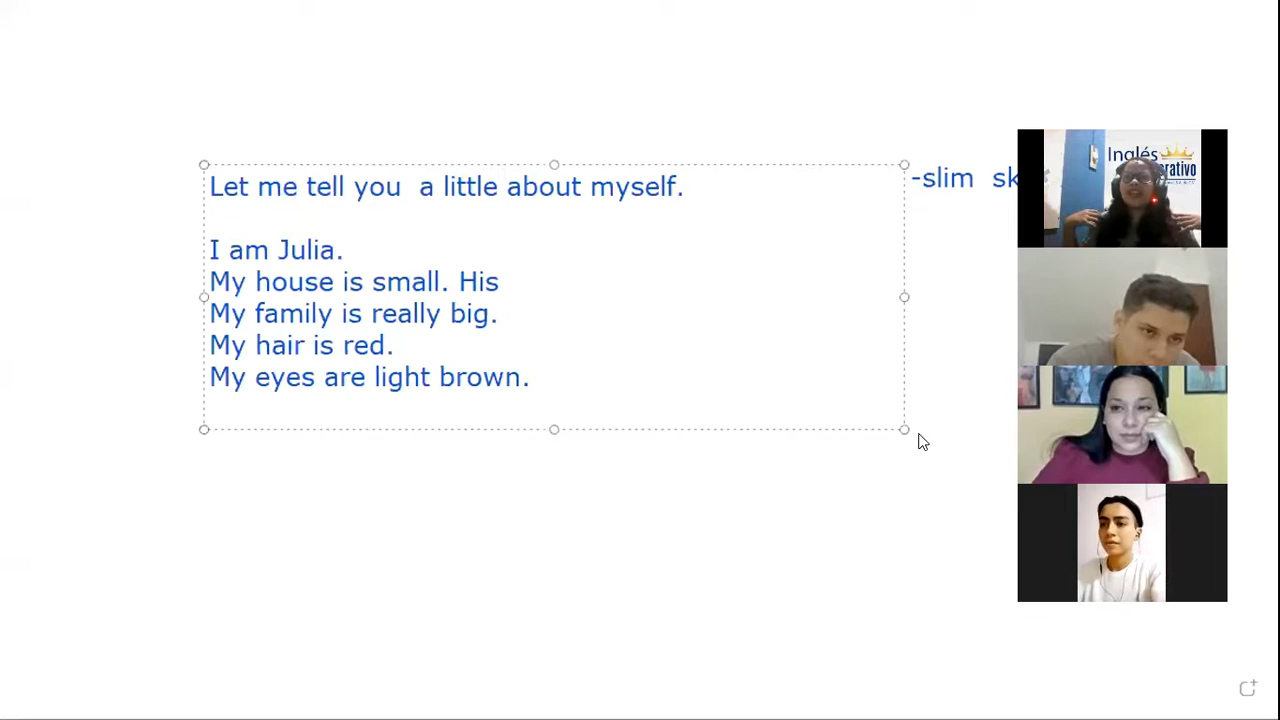 Let me tell you a little about myself.
I am Julia.
My house is small. His
My family is really big.
My hair is red.
My eyes are light brown.
-slim
Inglés